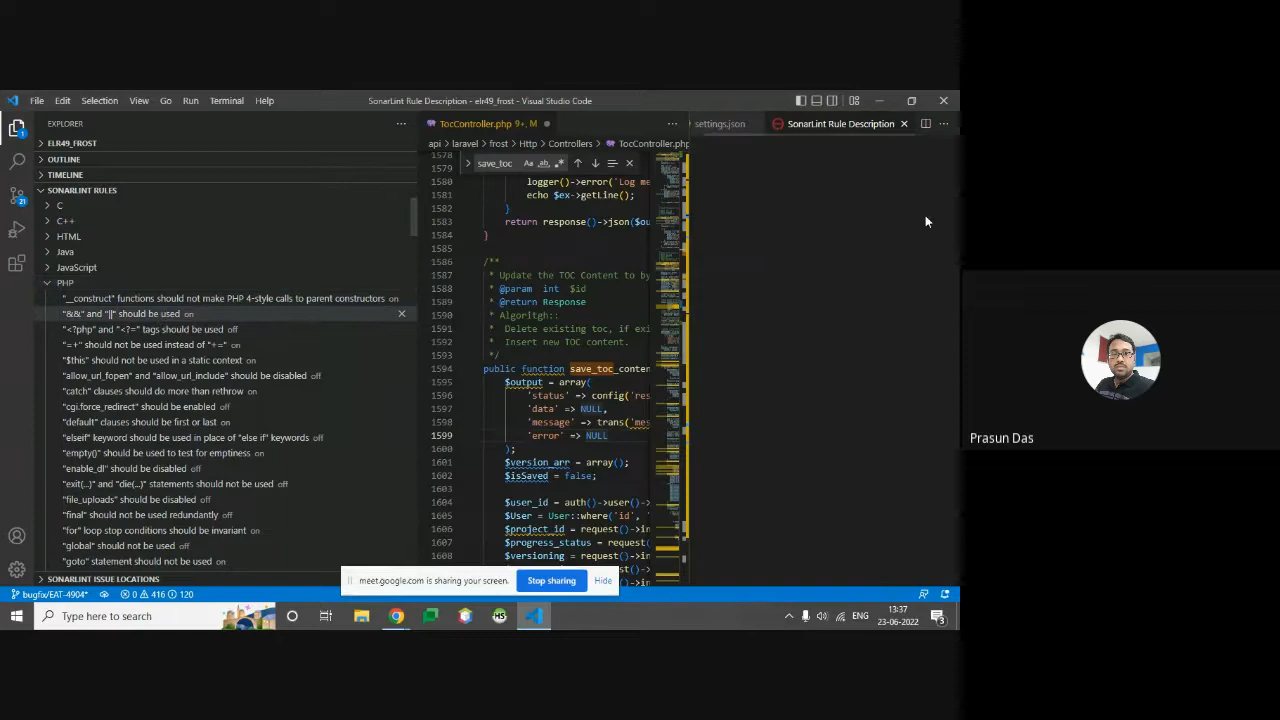 File Edit Selection View Go Run Terminal Help
SonarLint Rule Description - elr49_frost - Visual Studio Code
EXPLORER
ELR49_FROST
OUTLINE
TIMELINE
SONARLINT RULES
C
C++
HTML
Java
JavaScript
PHP
"__construct" functions should not make PHP 4-style calls to parent constructors on
"&&" and "||" should be used on
"<?php" and "<?=" tags should be used off
"=+" should not be used instead of "+=" on
"$this" should not be used in a static context on
"allow_url_fopen" and "allow_url_include" should be disabled off
"catch" clauses should do more than rethrow on
"cgi.force_redirect" should be enabled off
"default" clauses should be first or last on
"elseif" keyword should be used in place of "else if" keywords off
"empty()" should be used to test for emptiness on
"enable_dl" should be disabled off
"exit(...)" and "die(...)" statements should not be used off
"file_uploads" should be disabled off
"final" should not be used redundantly off
"for" loop stop conditions should be invariant on
"global" should not be used off
"goto" statement should not be used on
SONARLINT ISSUE LOCATIONS
TocController.php 9+, M
settings.json
SonarLint Rule Description
api laravel frost Http Controllers TocController.php
save_toc Aa ab
1578
1579
1580 logger()->error('Log me
1581 echo $ex->getLine();
1582 }
1583 return response()->json($ou
1584 }
1585
1586 /**
1587 * Update the TOC Content to by
1588 * @param int $id
1589 * @return Response
1590 * Algoritgh::
1591 * Delete existing toc, if exi
1592 * Insert new TOC content.
1593 */
1594 public function save_toc_conten
1595 $output = array(
1596 'status' => config('res
1597 'data' => NULL,
1598 'message' => trans('mes
1599 'error' => NULL
1600 );
1601 $version_arr = array();
1602 $isSaved = false;
1603
1604 $user_id = auth()->user()-
1605 $User = User::where('id',
1606 $project_id = request()->in
1607 $progress_status = request(
1608 $versioning = request()->in
meet.google.com is sharing your screen. Stop sharing Hide
bugfix/EAT-4904* 0 416 120
Type here to search
HS
ENG
13:37
23-06-2022
3
1
21
Prasun Das